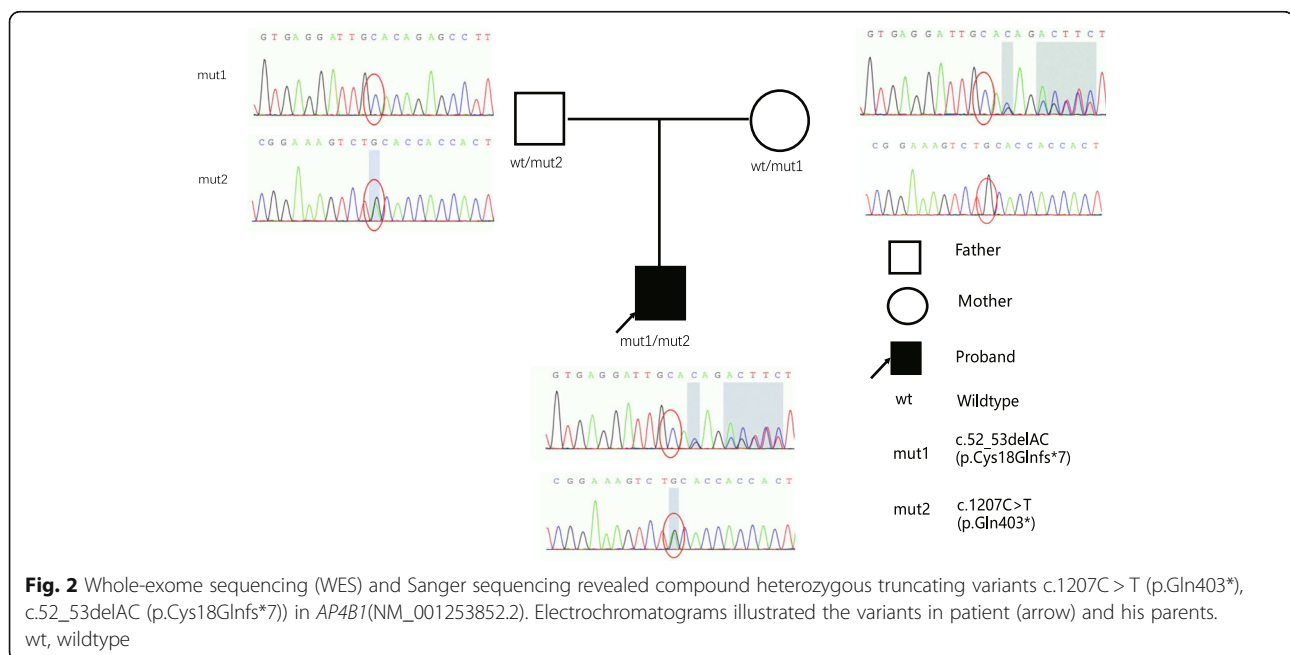 G T G A G G A T T G C A C A G A G C C T T
mut1
C G G A A A G T C T G C A C C A C C A C T
mut2
wt/mut2
wt/mut1
G T G A G G A T T G C A C A G A C T T C T
C G G A A A G T C T G C A C C A C C A C T
mut1/mut2
G T G A G G A T T G C A C A G A C T T C T
C G G A A A G T C T G C A C C A C C A C T
Father
Mother
Proband
wt Wildtype
mut1 c.52_53delAC
(p.Cys18Glnfs*7)
mut2 c.1207C>T
(p.Gln403*)
Fig. 2 Whole-exome sequencing (WES) and Sanger sequencing revealed compound heterozygous truncating variants c.1207C > T (p.Gln403*),
c.52_53delAC (p.Cys18Glnfs*7)) in AP4B1(NM_001253852.2). Electrochromatograms illustrated the variants in patient (arrow) and his parents.
wt, wildtype